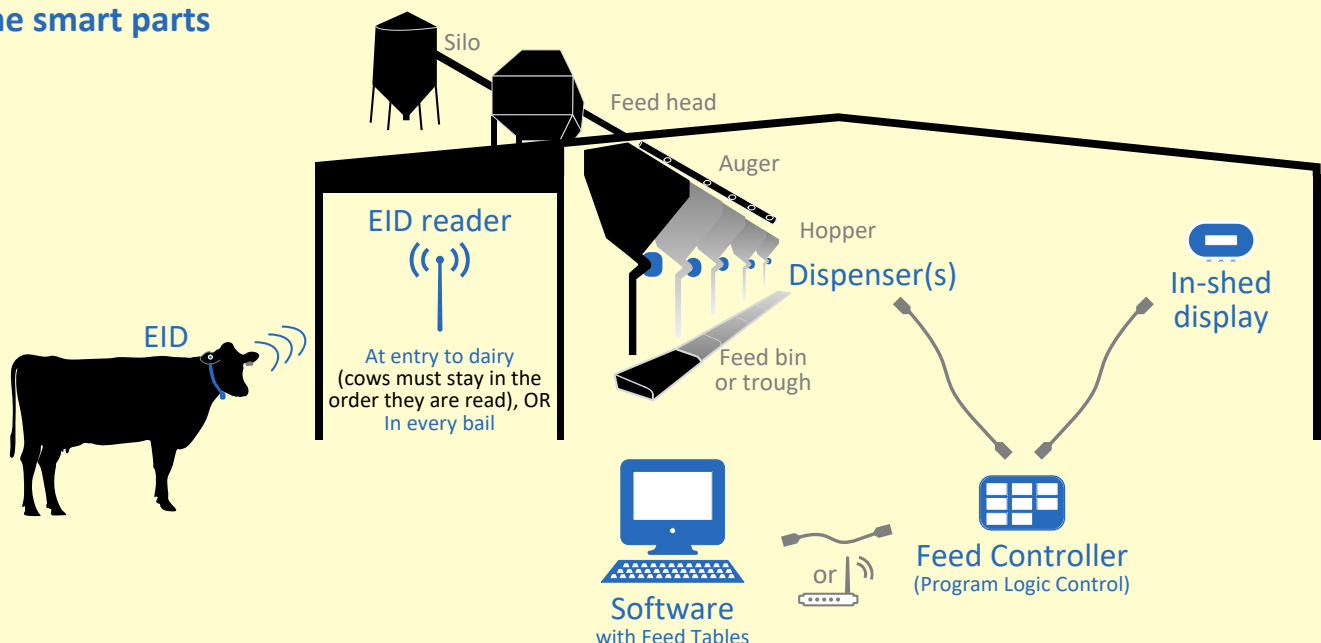 smart parts
Silo
Feed head
Auger
EID reader
Hopper
Dispenser(s)
In-shed
display
EID
At entry to dairy
(cows must stay in the
order they are read), OR
In every bail
Feed bin
or trough
or
Feed Controller
(Program Logic Control)
Software
with Feed Tables